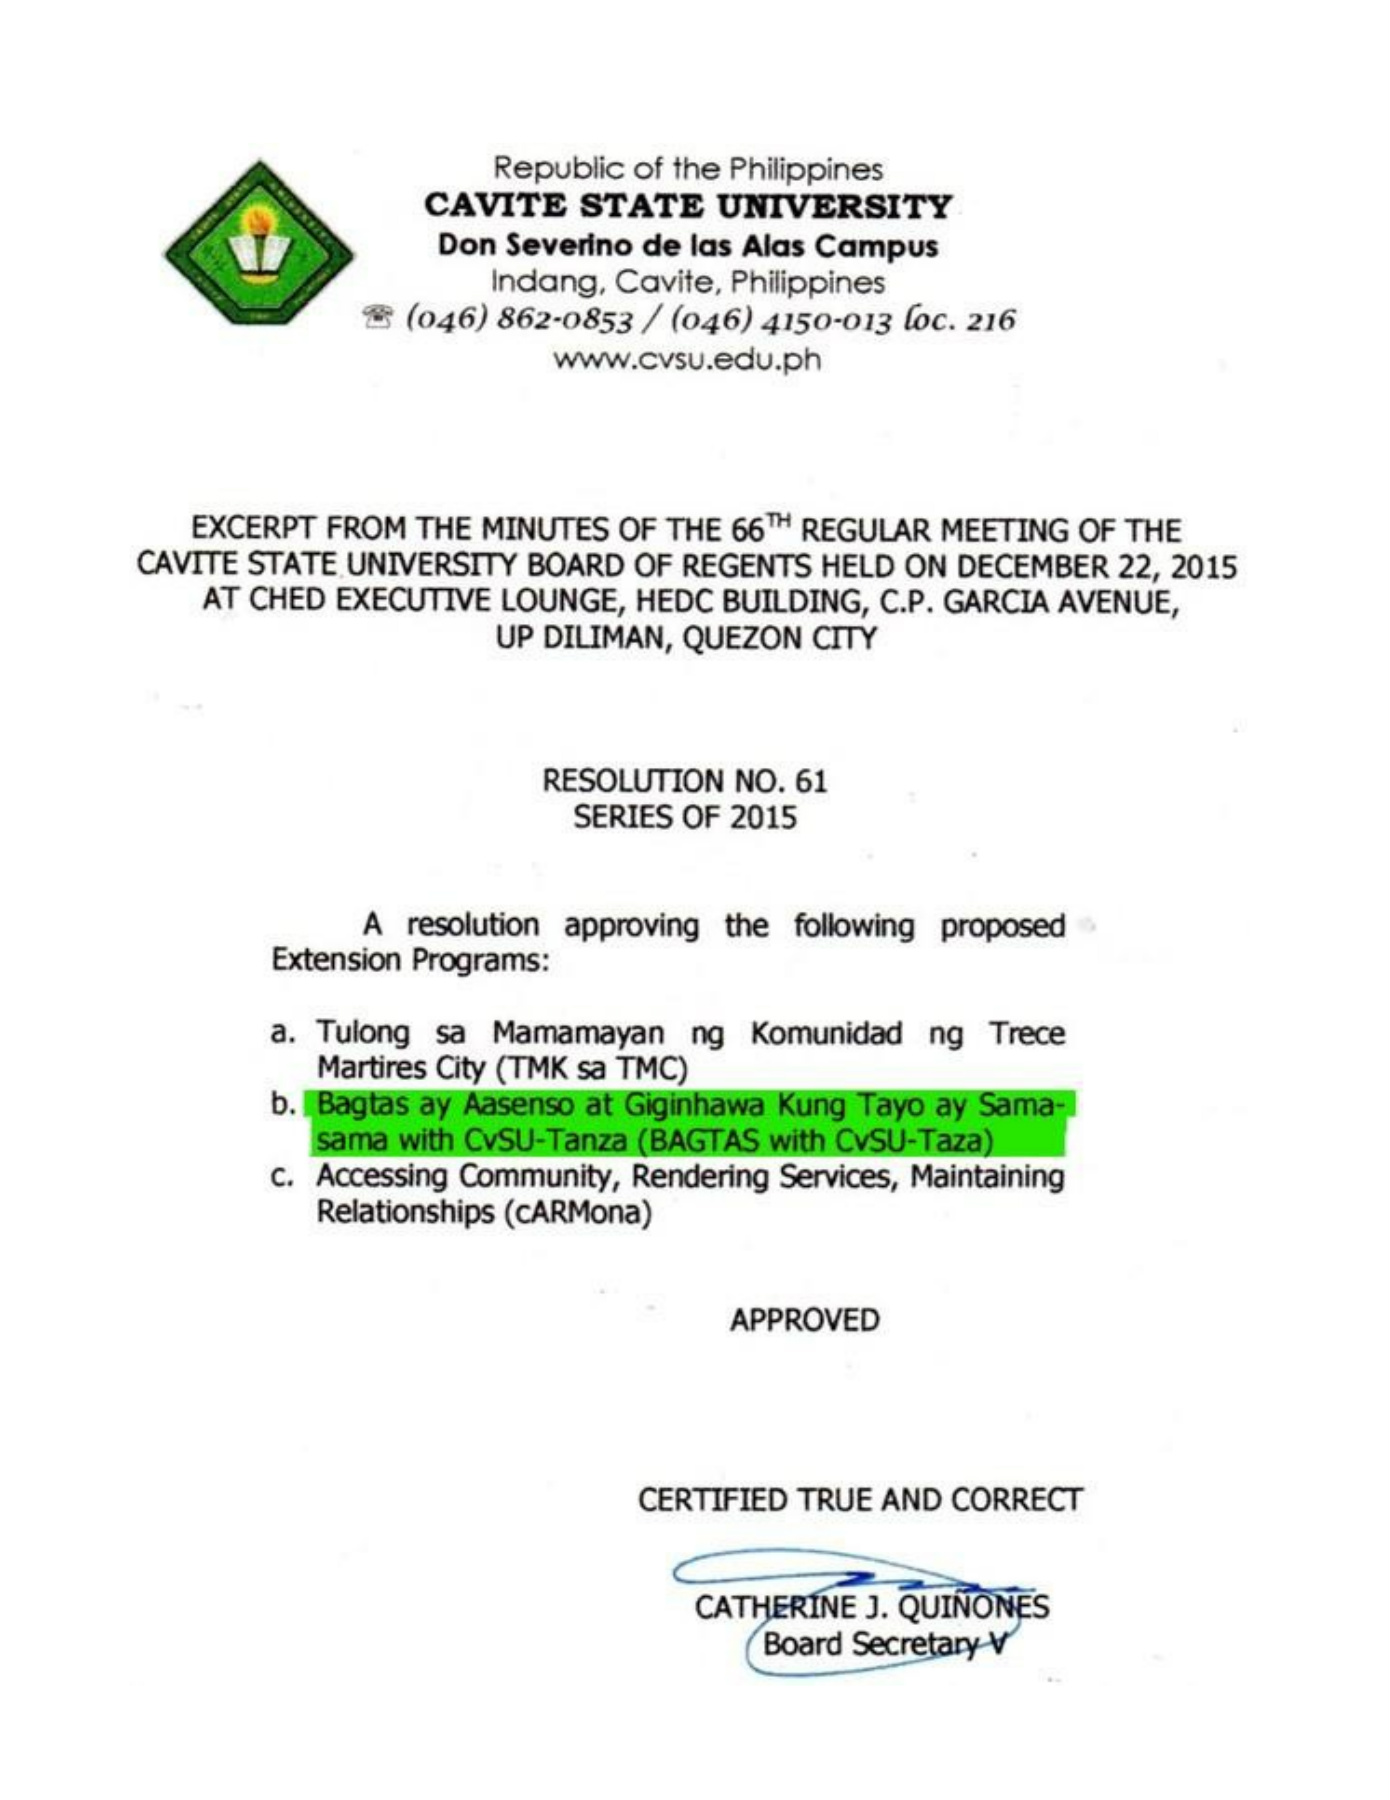 Republic of the Philippines
CAVITE STATE UNIVERSITY
Don Severino de las Alas Campus
Indang, Cavite, Philippines
☏ (046) 862-0853 / (046) 4150-013 loc. 216
www.cvsu.edu.ph
EXCERPT FROM THE MINUTES OF THE 66TH REGULAR MEETING OF THE
CAVITE STATE UNIVERSITY BOARD OF REGENTS HELD ON DECEMBER 22, 2015
AT CHED EXECUTIVE LOUNGE, HEDC BUILDING, C.P. GARCIA AVENUE,
UP DILIMAN, QUEZON CITY
RESOLUTION NO. 61
SERIES OF 2015
A resolution approving the following proposed
Extension Programs:
a. Tulong sa Mamamayan ng Komunidad ng Trece
Martires City (TMK sa TMC)
b. Bagtas ay Aasenso at Giginhawa Kung Tayo ay Sama-
sama with CvSU-Tanza (BAGTAS with CvSU-Taza)
c. Accessing Community, Rendering Services, Maintaining
Relationships (cARMona)
APPROVED
CERTIFIED TRUE AND CORRECT
CATHERINE J. QUIÑONES
Board Secretary V